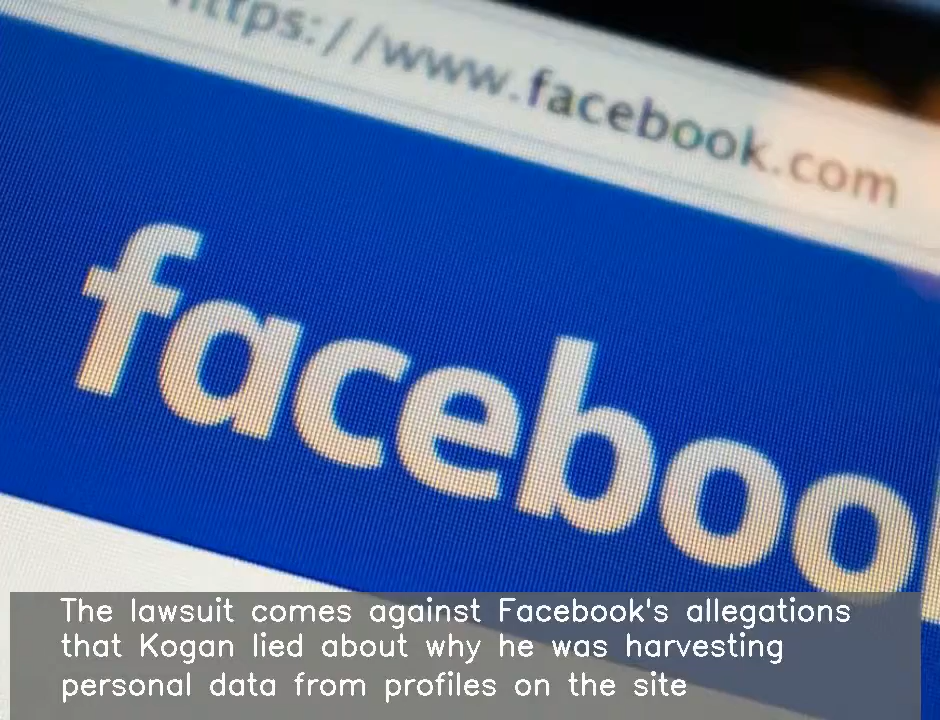 https://www.facebook.com
faceboo
The lawsuit comes against Facebook's allegations
that Kogan lied about why he was harvesting
personal data from profiles on the site